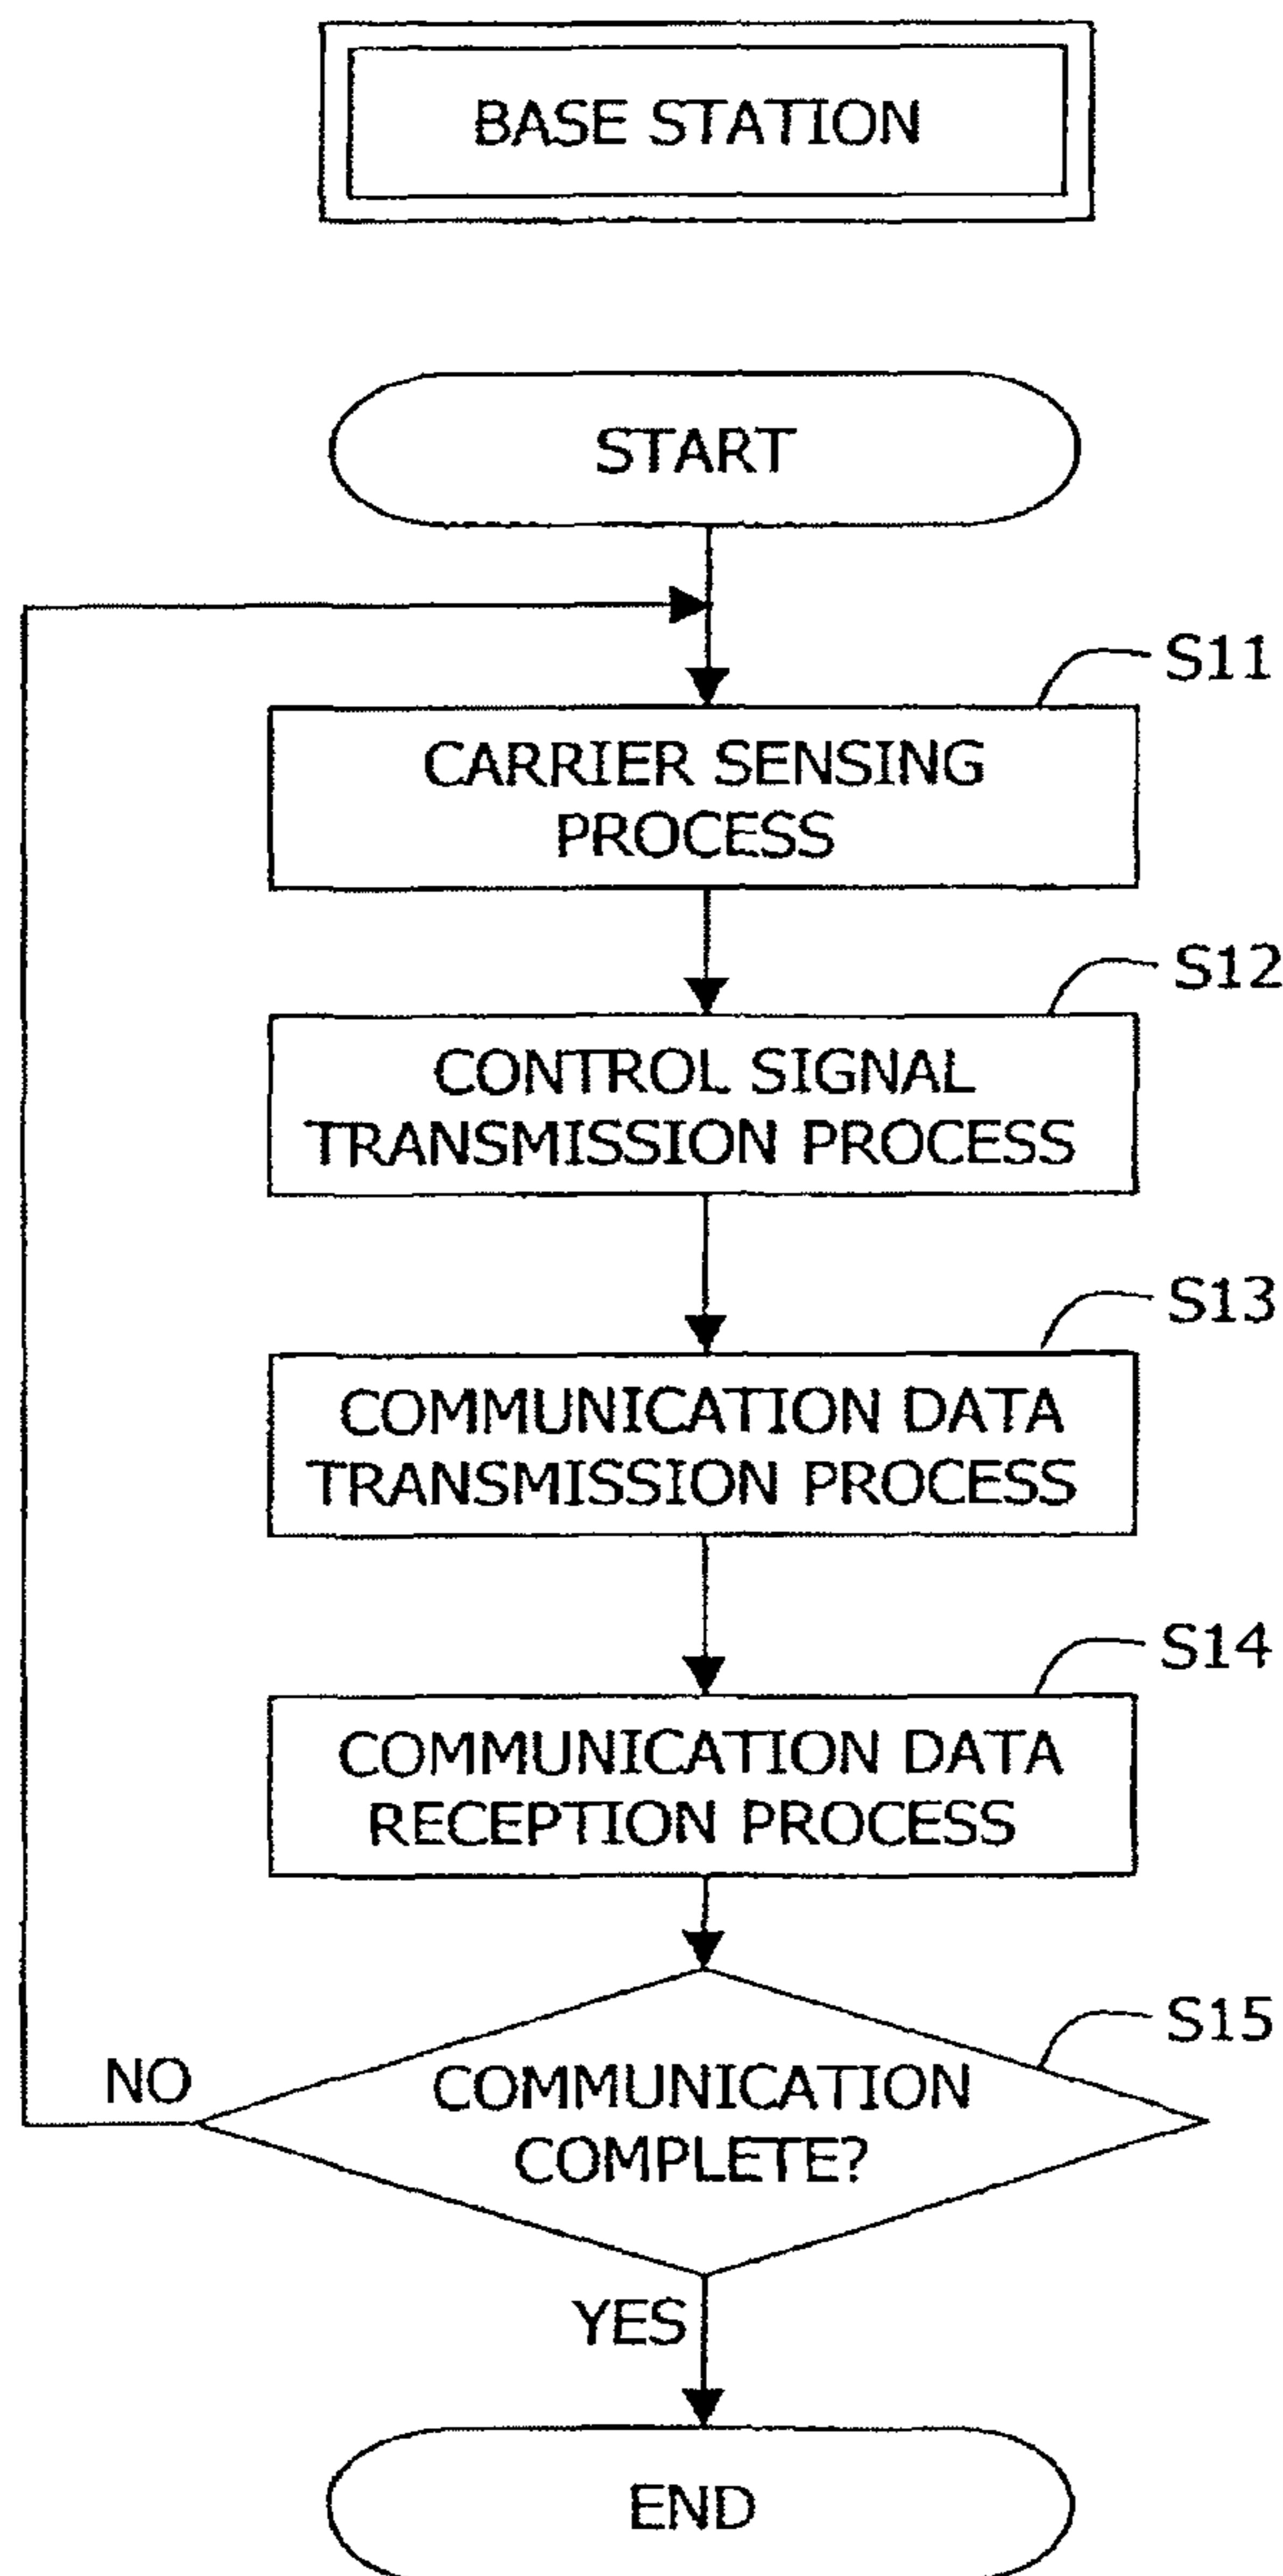 BASE STATION
START
S11
CARRIER SENSING
PROCESS
S12
CONTROL SIGNAL
TRANSMISSION PROCESS
S13
COMMUNICATION DATA
TRANSMISSION PROCESS
S14
COMMUNICATION DATA
RECEPTION PROCESS
S15
NO
COMMUNICATION
COMPLETE?
YES
END